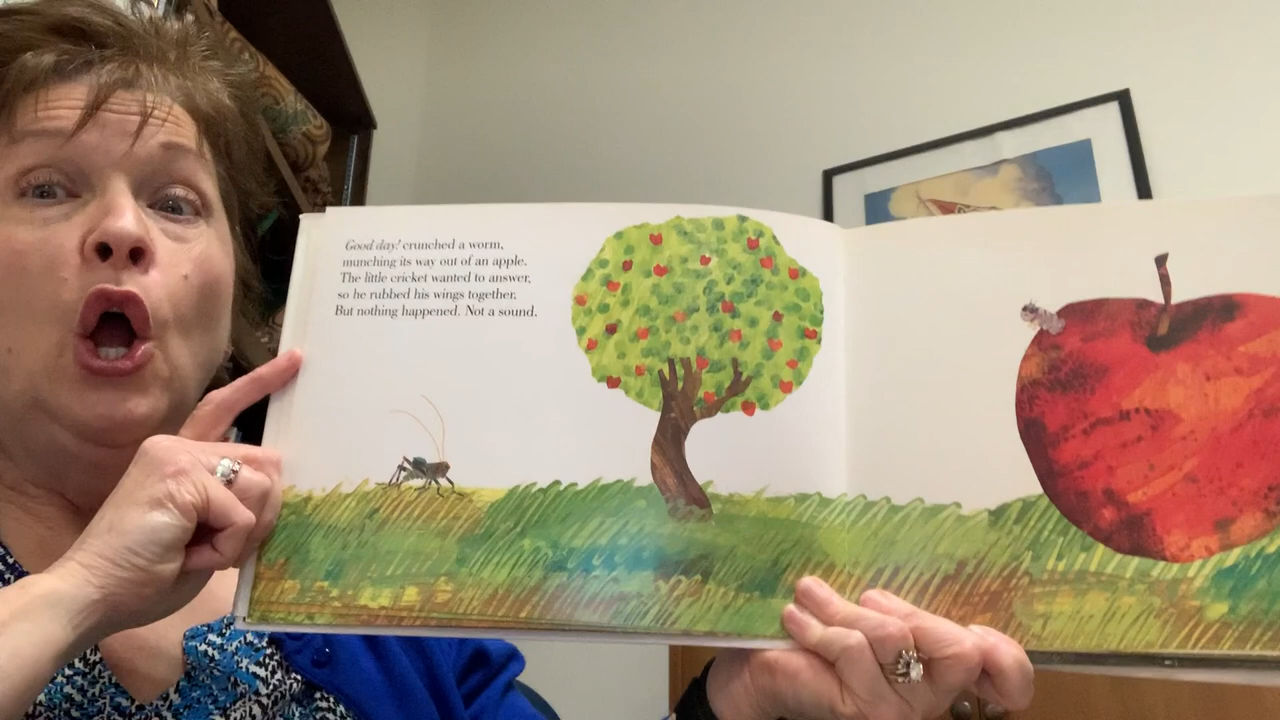 Good day! crunched a worm,
munching its way out of an apple.
The little cricket wanted to answer,
so he rubbed his wings together.
But nothing happened. Not a sound.